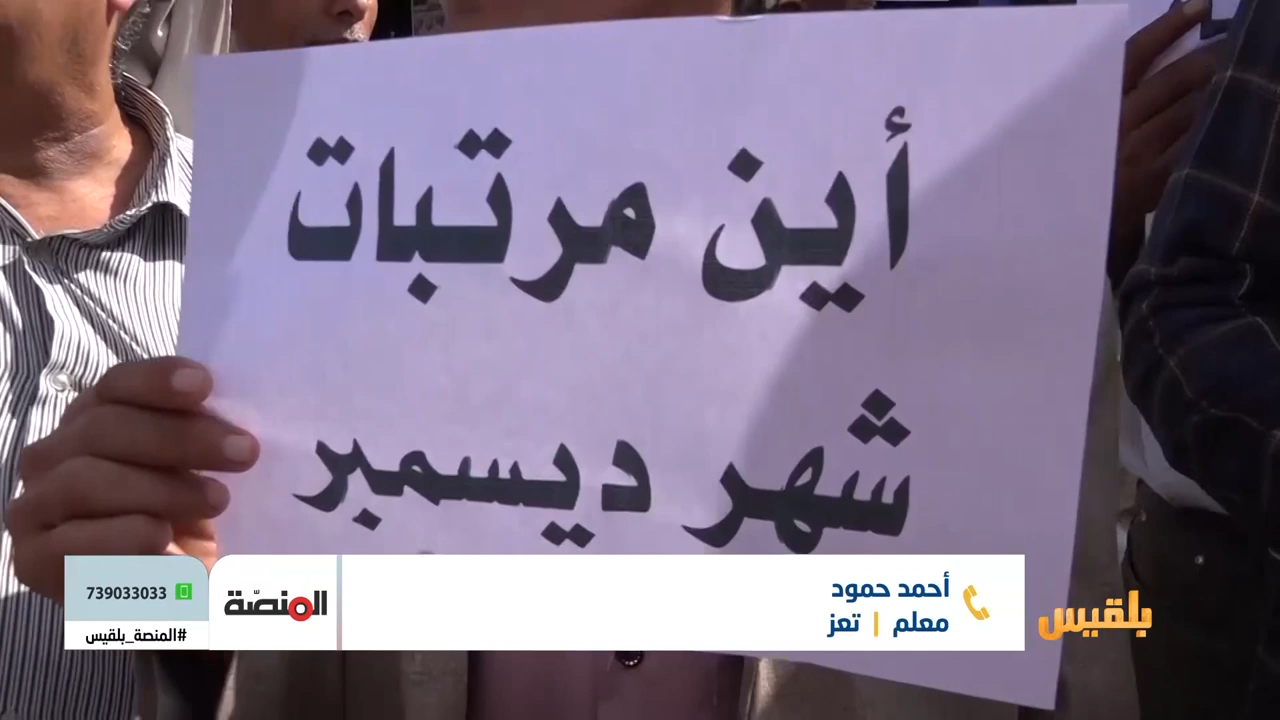 أين مرتبات
شهر ديسمبر
أحمد حمود
معلم | تعز
بلقيس
المنصّة
739033033
#المنصة_بلقيس